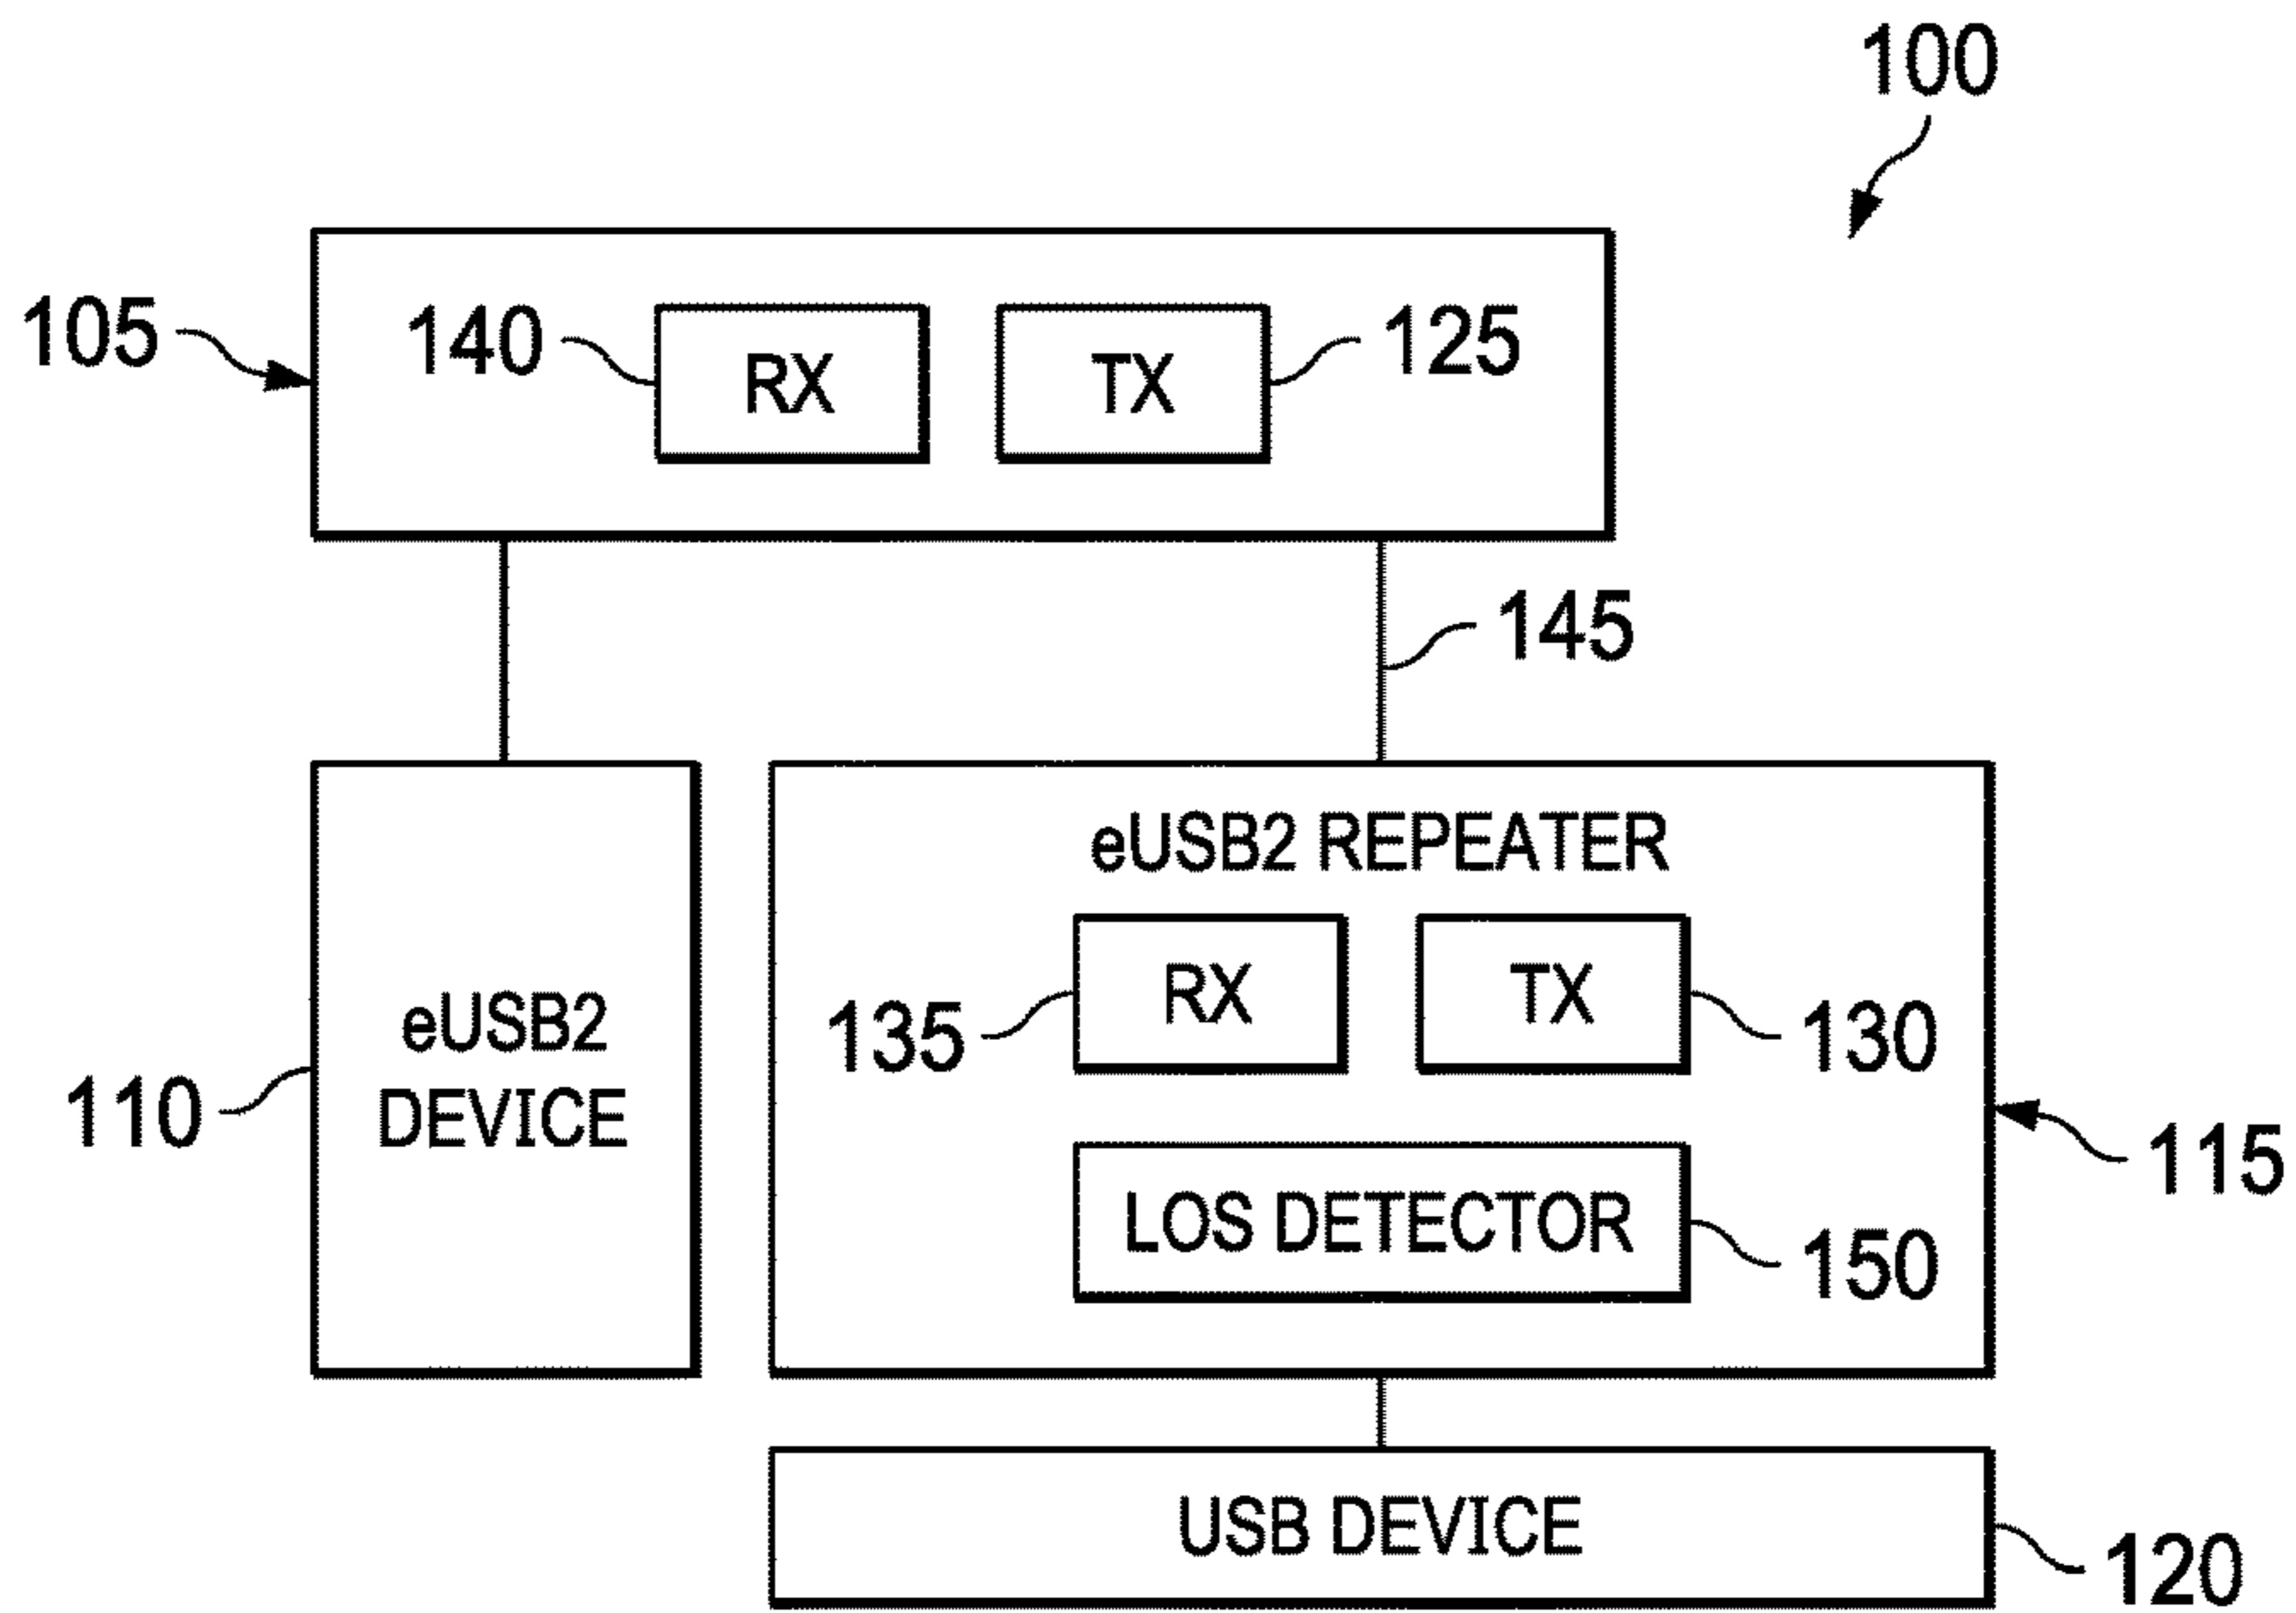 100
105
140
RX
TX
125
145
eUSB2 REPEATER
eUSB2
DEVICE
110
RX
TX
135
130
LOS DETECTOR
115
150
USB DEVICE
120